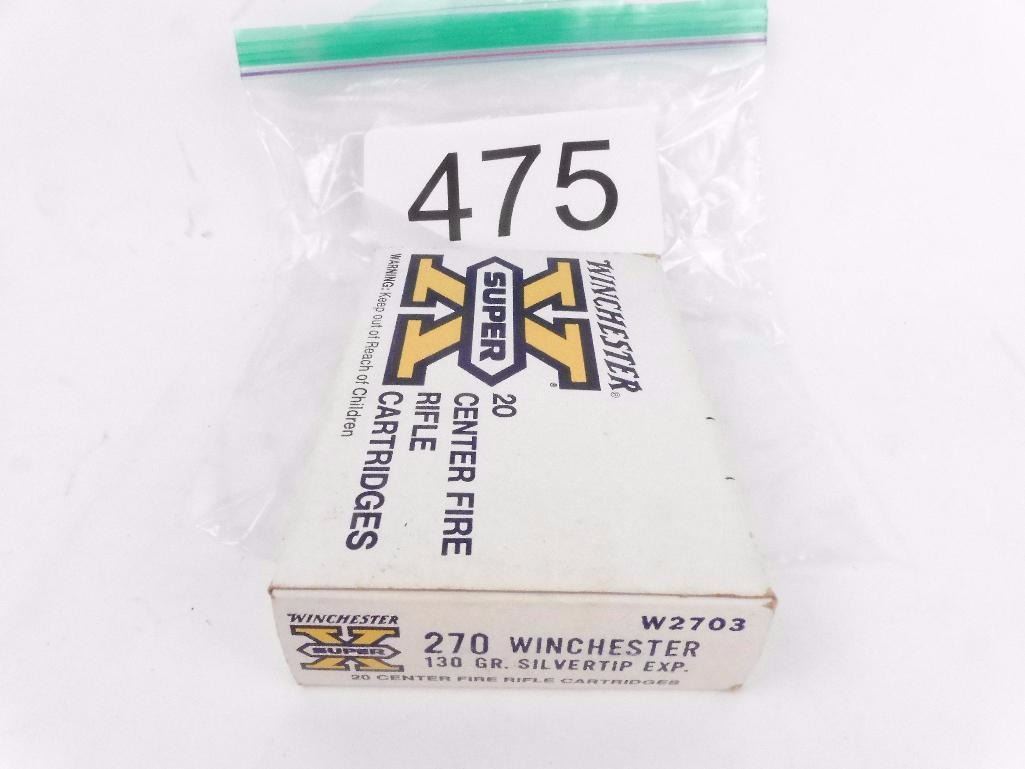 475
WINCHESTER®
SUPER X®
20
CENTER FIRE
RIFLE
CARTRIDGES
WARNING: Keep out of Reach of Children
WINCHESTER
SUPER X
W2703
270 WINCHESTER
130 GR. SILVERTIP EXP.
20 CENTER FIRE RIFLE CARTRIDGES